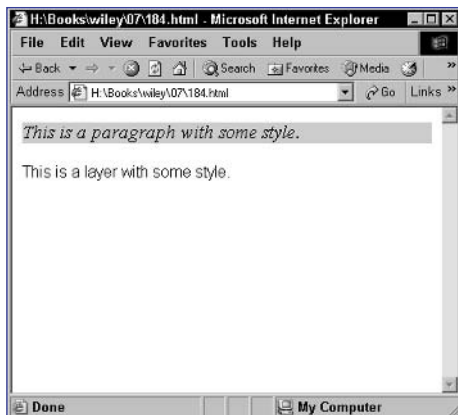 H:\Books\wiley\07\184.html - Microsoft Internet Explorer
File Edit View Favorites Tools Help
Back Search Favorites Media »
Address H:\Books\wiley\07\184.html Go Links »
This is a paragraph with some style.
This is a layer with some style.
Done My Computer